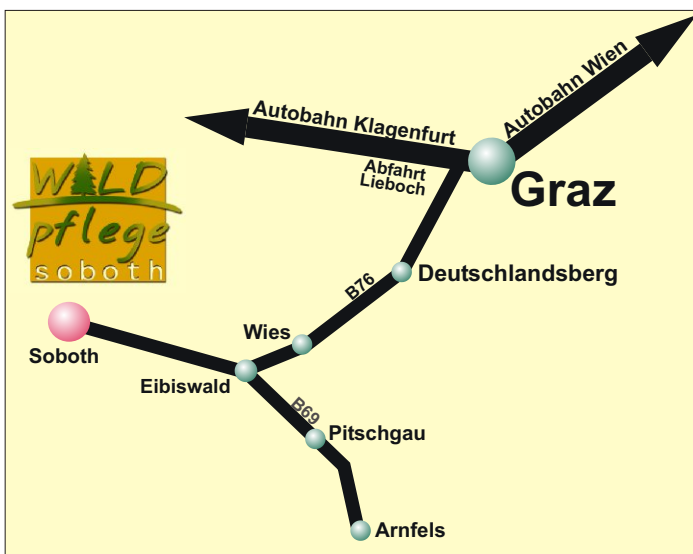 Autobahn Wien
Autobahn Klagenfurt
Abfahrt
Lieboch
Graz
WALD
pflege
soboth
Deutschlandsberg
B76
Wies
Soboth
Eibiswald
B69
Pitschgau
Arnfels